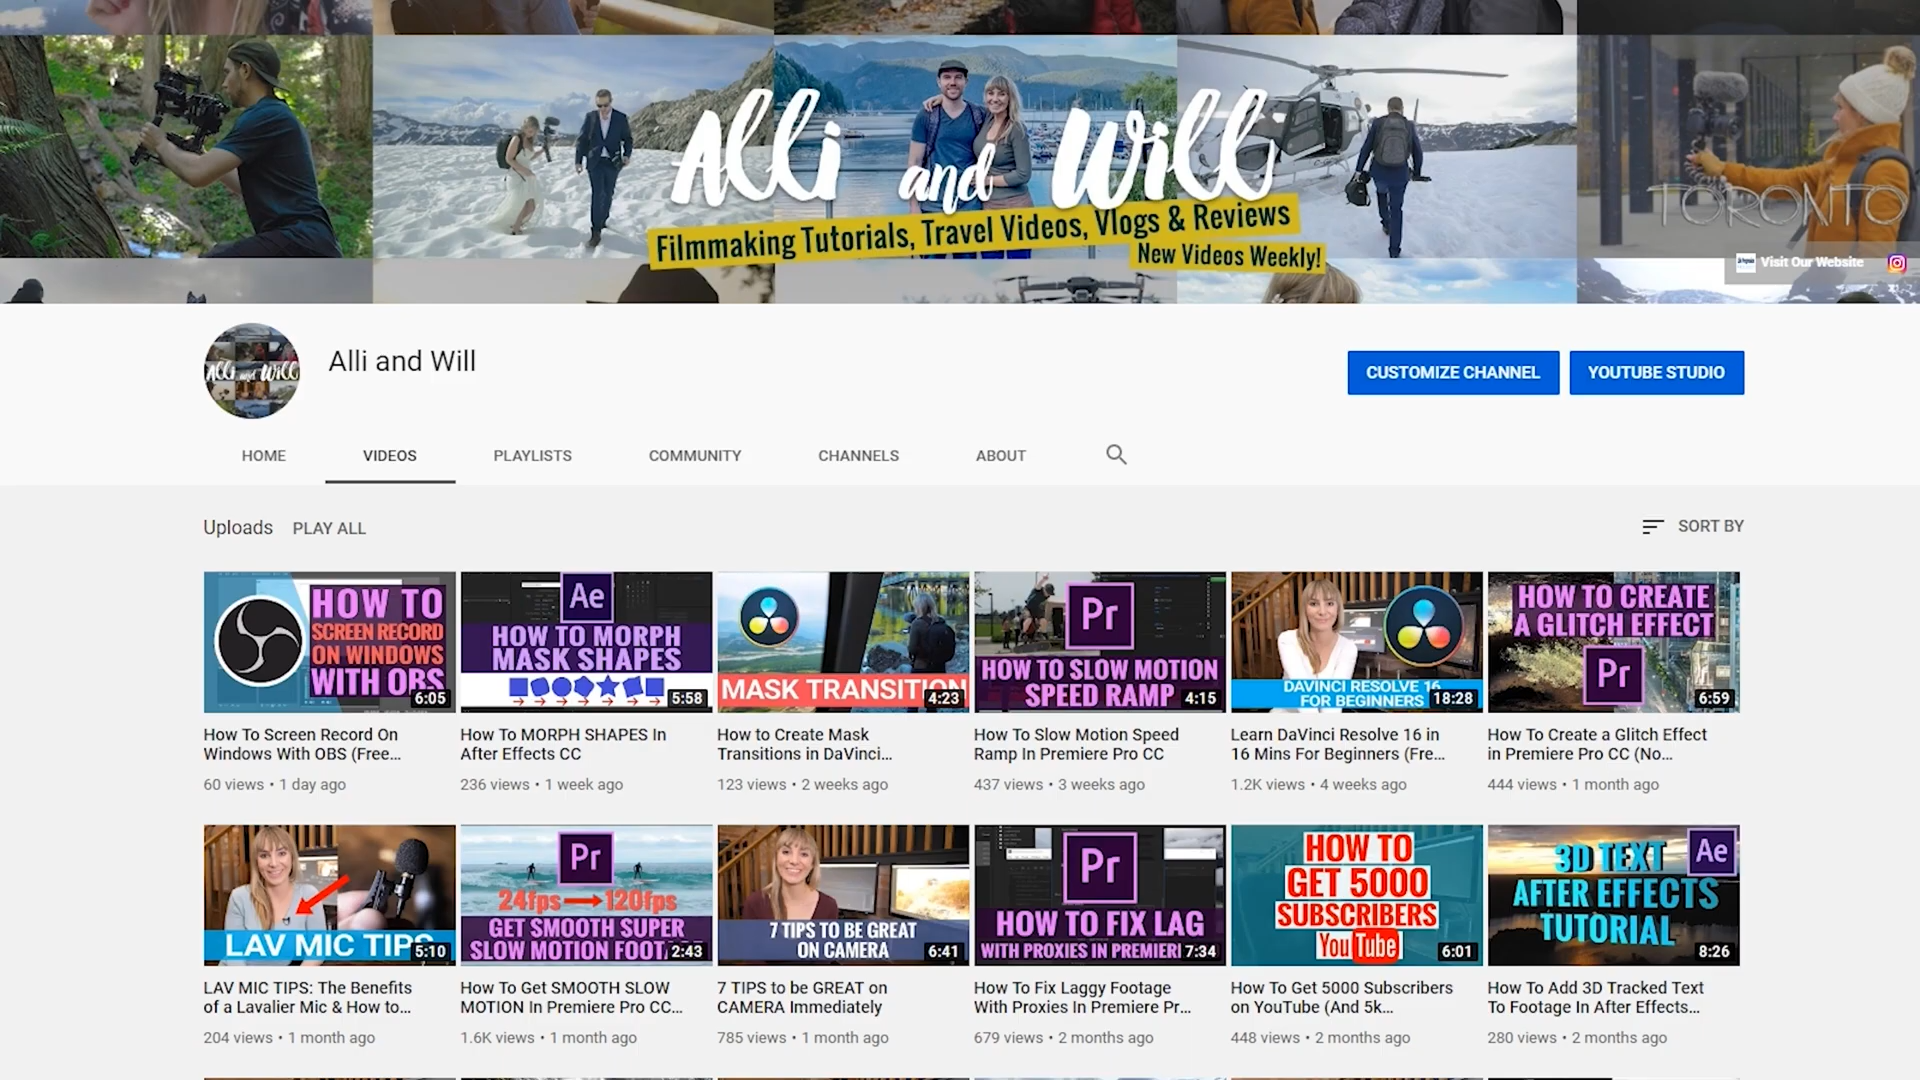 Alli and Will
Filmmaking Tutorials, Travel Videos, Vlogs & Reviews
New Videos Weekly!
TORONTO
Visit Our Website
Alli and Will
Alli and Will
CUSTOMIZE CHANNEL
YOUTUBE STUDIO
HOME
VIDEOS
PLAYLISTS
COMMUNITY
CHANNELS
ABOUT
Uploads
PLAY ALL
SORT BY
HOW TO
SCREEN RECORD
ON WINDOWS
WITH OBS
6:05
Ae
HOW TO MORPH
MASK SHAPES
5:58
MASK TRANSITION
4:23
Pr
HOW TO SLOW MOTION
SPEED RAMP
4:15
DAVINCI RESOLVE 16
FOR BEGINNERS
18:28
HOW TO CREATE
A GLITCH EFFECT
Pr
6:59
How To Screen Record On
Windows With OBS (Free...
60 views • 1 day ago
How To MORPH SHAPES In
After Effects CC
236 views • 1 week ago
How to Create Mask
Transitions in DaVinci...
123 views • 2 weeks ago
How To Slow Motion Speed
Ramp In Premiere Pro CC
437 views • 3 weeks ago
Learn DaVinci Resolve 16 in
16 Mins For Beginners (Fre...
1.2K views • 4 weeks ago
How To Create a Glitch Effect
in Premiere Pro CC (No...
444 views • 1 month ago
LAV MIC TIPS
5:10
Pr
24fps 120fps
GET SMOOTH SUPER
SLOW MOTION FOOT
2:43
7 TIPS TO BE GREAT
ON CAMERA
6:41
Pr
HOW TO FIX LAG
WITH PROXIES IN PREMIER
7:34
HOW TO
GET 5000
SUBSCRIBERS
YouTube
6:01
3D TEXT
Ae
AFTER EFFECTS
TUTORIAL
8:26
LAV MIC TIPS: The Benefits
of a Lavalier Mic & How to...
204 views • 1 month ago
How To Get SMOOTH SLOW
MOTION In Premiere Pro CC...
1.6K views • 1 month ago
7 TIPS to be GREAT on
CAMERA Immediately
785 views • 1 month ago
How To Fix Laggy Footage
With Proxies In Premiere Pr...
679 views • 2 months ago
How To Get 5000 Subscribers
on YouTube (And 5k...
448 views • 2 months ago
How To Add 3D Tracked Text
To Footage In After Effects...
280 views • 2 months ago